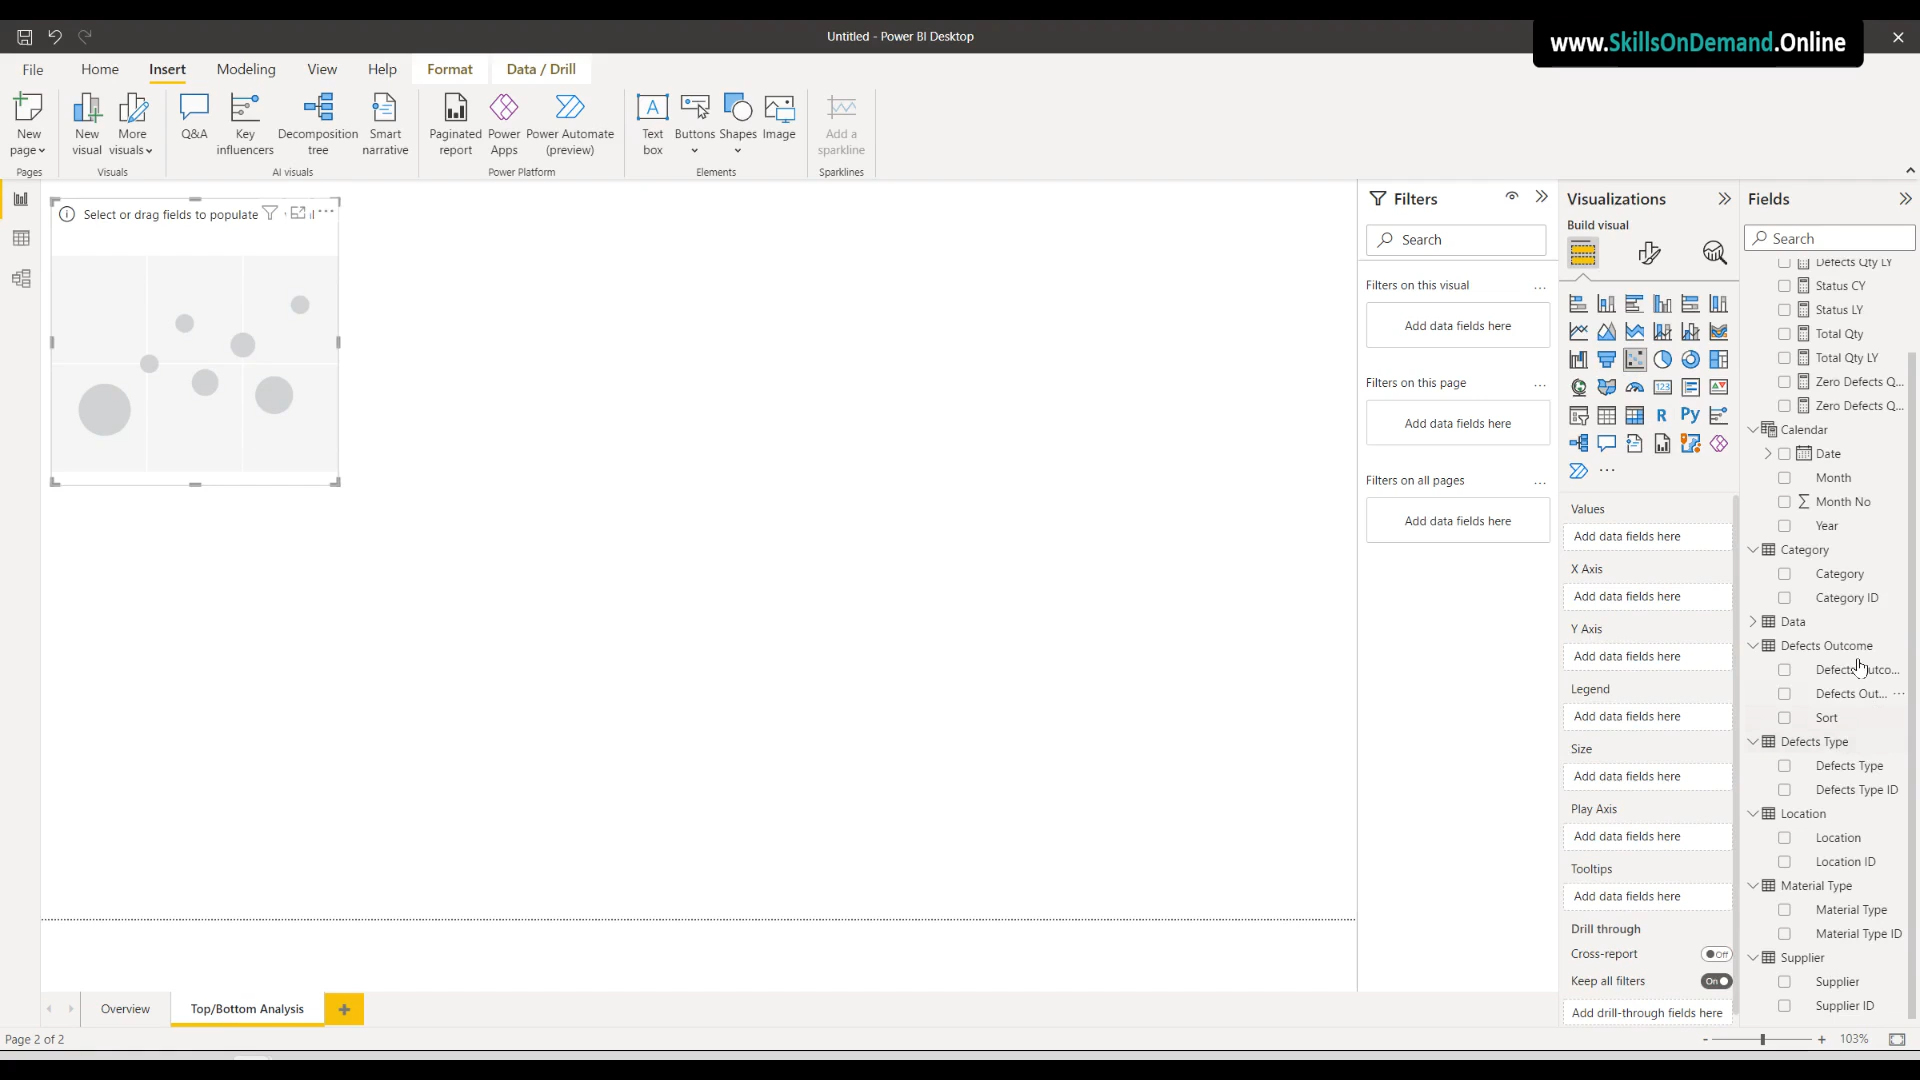 Untitled - Power BI Desktop
www.SkillsOnDemand.Online
File
Home
Insert
Modeling
View
Help
Format
Data / Drill
New page
New visual
More visuals
Q&A
Key influencers
Decomposition tree
Smart narrative
Paginated report
Power Apps
Power Automate (preview)
Text box
Buttons
Shapes
Image
Add a sparkline
Pages
Visuals
AI visuals
Power Platform
Elements
Sparklines
Select or drag fields to populate
Filters
Search
Filters on this visual
Add data fields here
Filters on this page
Add data fields here
Filters on all pages
Add data fields here
Visualizations
Build visual
R
Py
123
Values
Add data fields here
X Axis
Add data fields here
Y Axis
Add data fields here
Legend
Add data fields here
Size
Add data fields here
Play Axis
Add data fields here
Tooltips
Add data fields here
Drill through
Cross-report
Off
Keep all filters
On
Add drill-through fields here
Fields
Search
Defects Qty LY
Status CY
Status LY
Total Qty
Total Qty LY
Zero Defects Q...
Zero Defects Q...
Calendar
Date
Month
Month No
Year
Category
Category
Category ID
Data
Defects Outcome
Defects Outco...
Defects Out...
Sort
Defects Type
Defects Type
Defects Type ID
Location
Location
Location ID
Material Type
Material Type
Material Type ID
Supplier
Supplier
Supplier ID
Overview
Top/Bottom Analysis
Page 2 of 2
103%